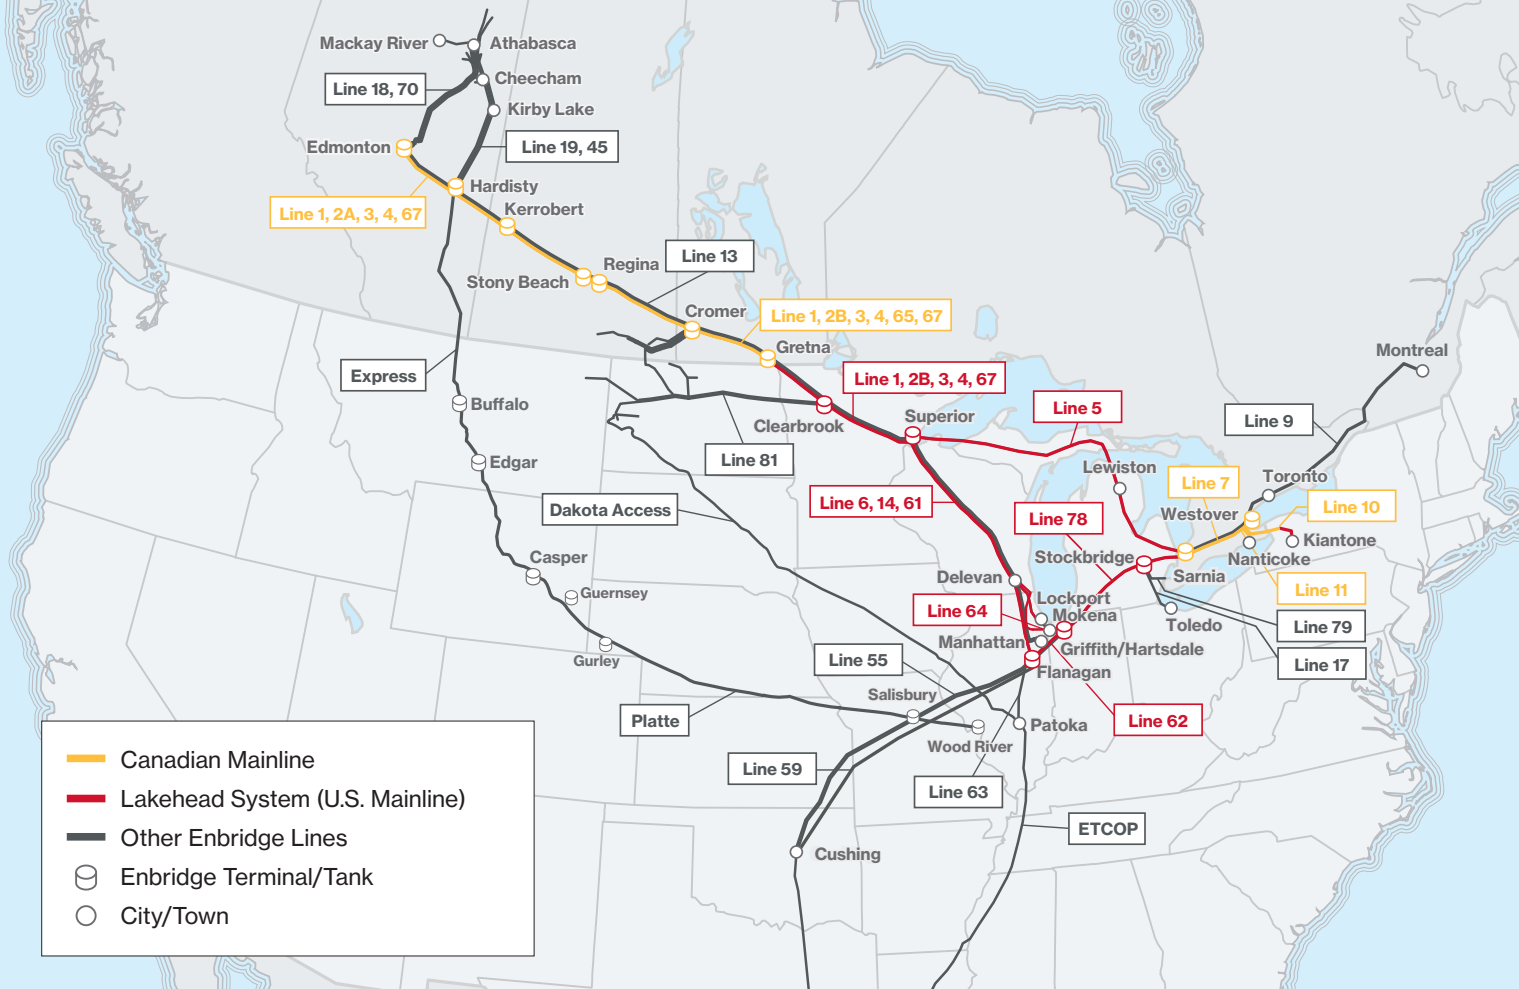 Mackay River
Athabasca
Cheecham
Line 18, 70
Kirby Lake
Edmonton
Line 19, 45
Hardisty
Line 1, 2A, 3, 4, 67
Kerrobert
Regina
Line 13
Stony Beach
Cromer
Line 1, 2B, 3, 4, 65, 67
Gretna
Montreal
Express
Line 1, 2B, 3, 4, 67
Buffalo
Line 5
Superior
Line 9
Clearbrook
Edgar
Line 81
Lewiston
Toronto
Line 7
Line 6, 14, 61
Dakota Access
Line 78
Westover
Line 10
Kiantone
Casper
Stockbridge
Nanticoke
Delevan
Sarnia
Line 11
Guernsey
Lockport
Line 64
Mokena
Toledo
Line 79
Manhattan
Griffith/Hartsdale
Gurley
Line 55
Line 17
Flanagan
Salisbury
Platte
Line 62
Patoka
Wood River
Line 59
Line 63
ETCOP
Cushing
Canadian Mainline
Lakehead System (U.S. Mainline)
Other Enbridge Lines
Enbridge Terminal/Tank
City/Town